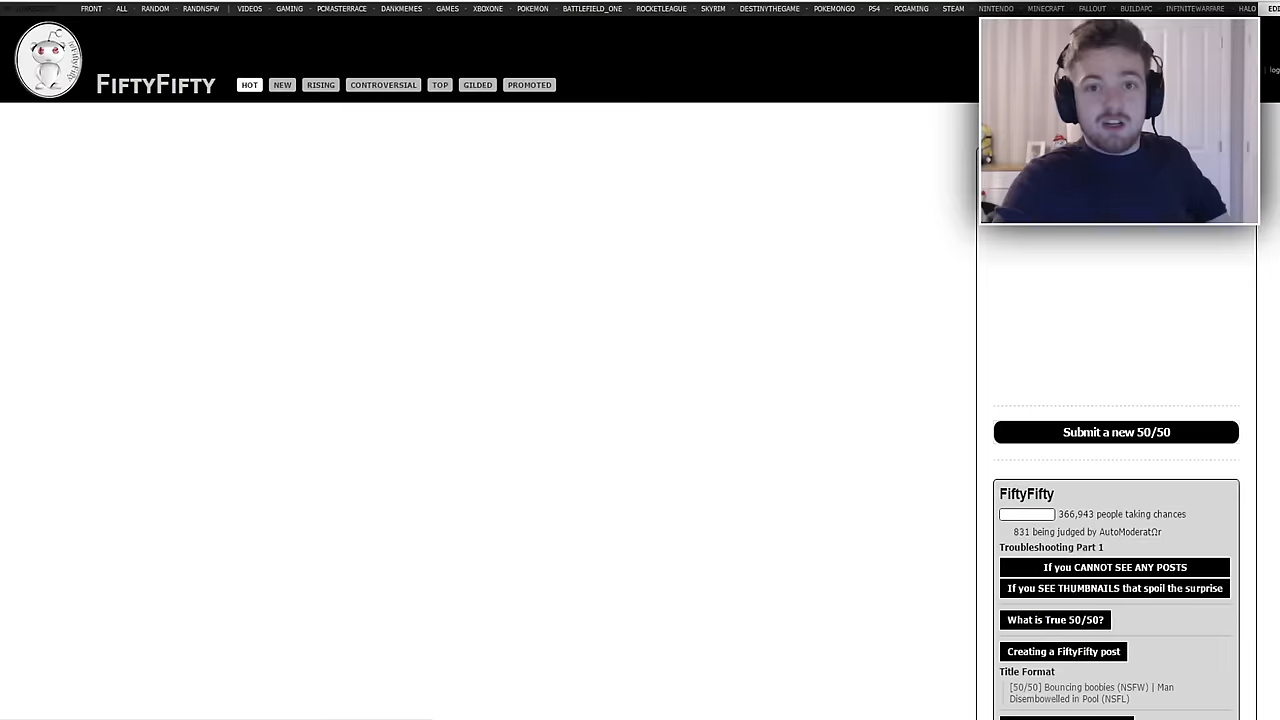 FRONT - ALL - RANDOM - RANDNSFW | VIDEOS - GAMING - PCMASTERRACE - DANKMEMES - GAMES - XBOXONE - POKEMON - BATTLEFIELD_ONE - ROCKETLEAGUE - SKYRIM - DESTINYTHEGAME - POKEMONGO - PS4 - PCGAMING - STEAM - NINTENDO - MINECRAFT - FALLOUT - BUILDAPC - INFINITEWARFARE - HALO EDI
FIFTYFIFTY HOT NEW RISING CONTROVERSIAL TOP GILDED PROMOTED
| log
Submit a new 50/50
FiftyFifty
366,943 people taking chances
831 being judged by AutoModeratΩr
Troubleshooting Part 1
If you CANNOT SEE ANY POSTS
If you SEE THUMBNAILS that spoil the surprise
What is True 50/50?
Creating a FiftyFifty post
Title Format
[50/50] Bouncing boobies (NSFW) | Man
Disembowelled in Pool (NSFL)